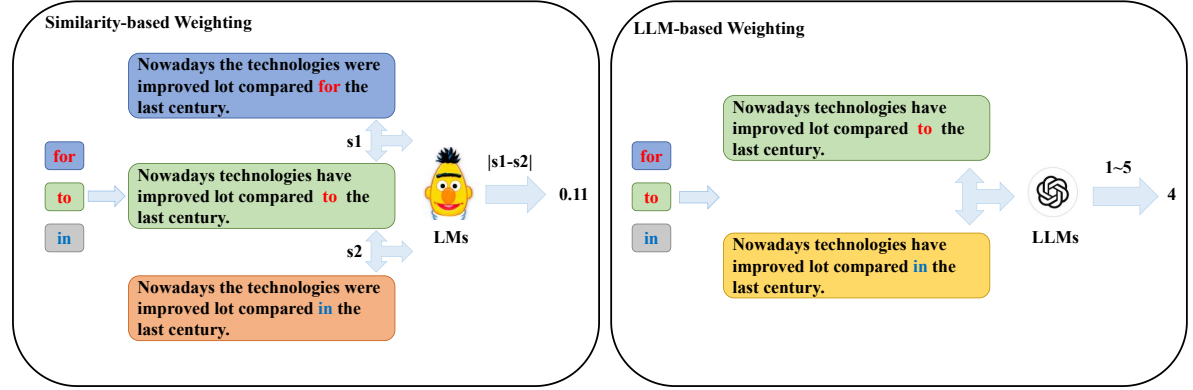 Similarity-based Weighting
Nowadays the technologies were
improved lot compared for the
last century.
s1
for
to
in
Nowadays technologies have
improved lot compared to the
last century.
s2
Nowadays the technologies were
improved lot compared in the
last century.
LMs
|s1-s2|
0.11
LLM-based Weighting
for
to
in
Nowadays technologies have
improved lot compared to the
last century.
Nowadays technologies have
improved lot compared in the
last century.
LLMs
1~5
4